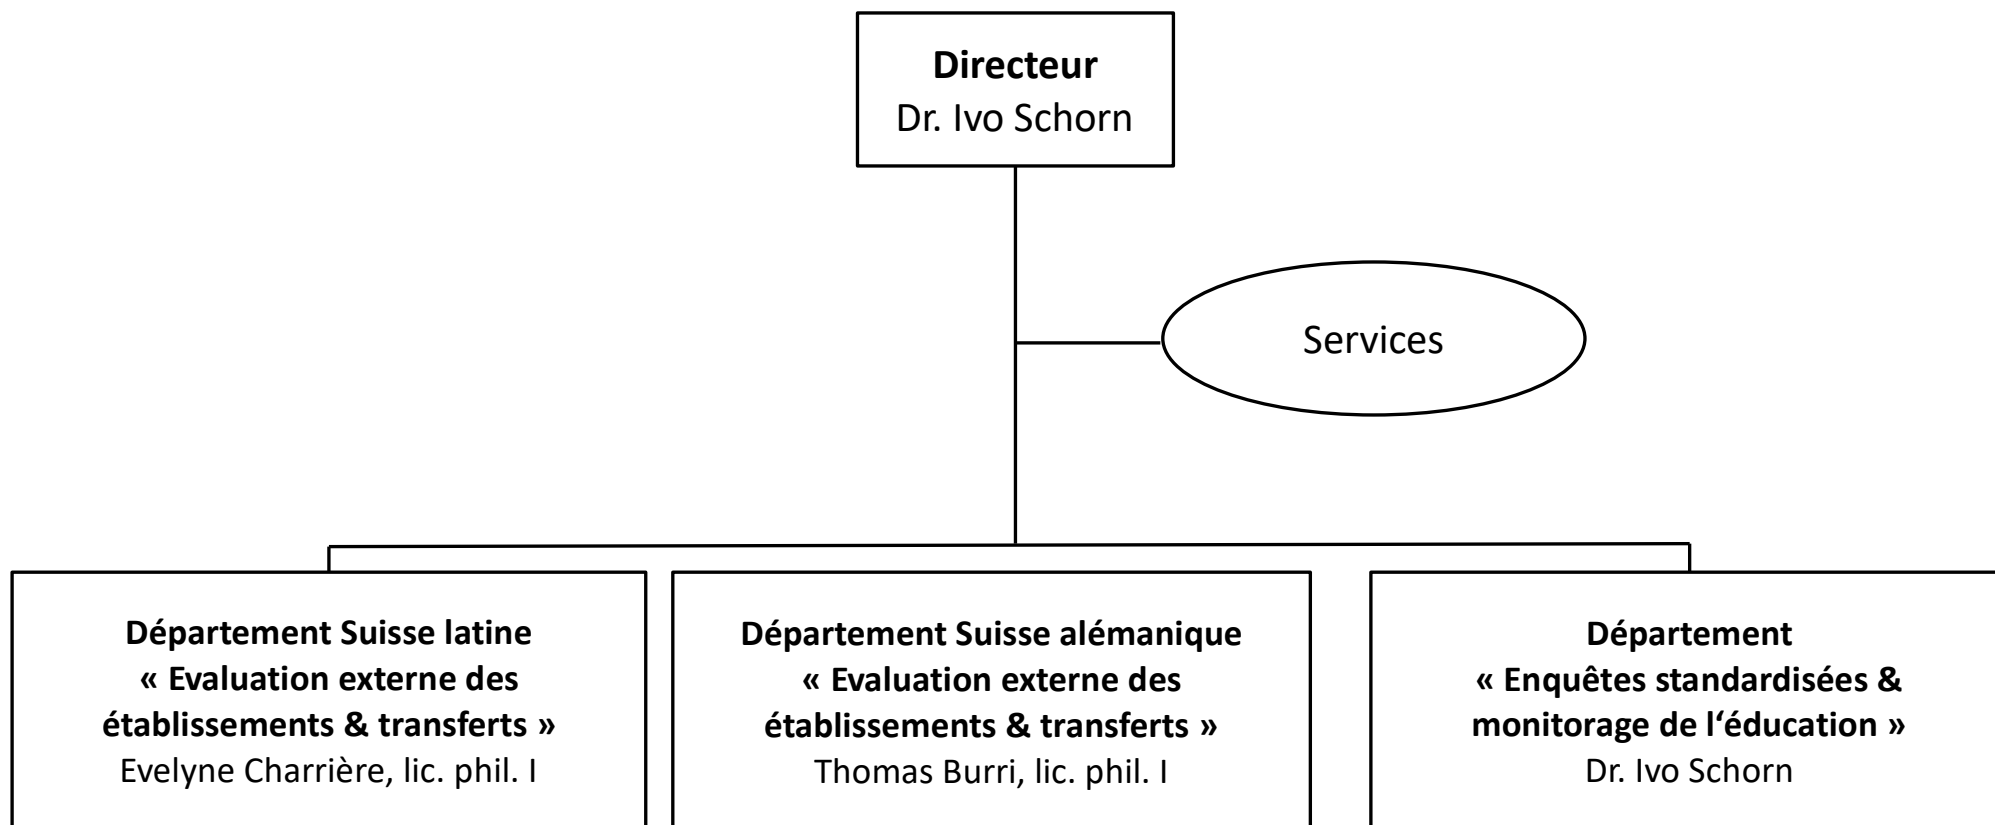 Directeur
Dr. Ivo Schorn
Services
Département Suisse latine
« Evaluation externe des
établissements & transferts »
Evelyne Charrière, lic. phil. I
Département Suisse alémanique
« Evaluation externe des
établissements & transferts »
Thomas Burri, lic. phil. I
Département
« Enquêtes standardisées &
monitorage de l‘éducation »
Dr. Ivo Schorn